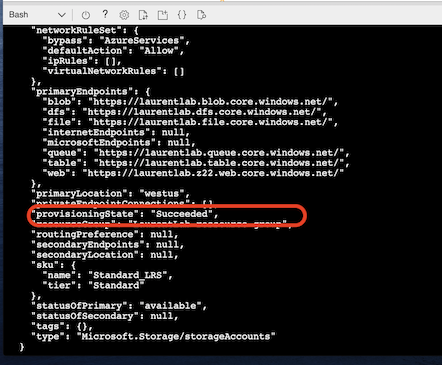 Bash
"networkRuleSet": {
"bypass": "AzureServices",
"defaultAction": "Allow",
"ipRules": [],
"virtualNetworkRules": []
},
"primaryEndpoints": {
"blob": "https://laurentlab.blob.core.windows.net/",
"dfs": "https://laurentlab.dfs.core.windows.net/",
"file": "https://laurentlab.file.core.windows.net/",
"internetEndpoints": null,
"microsoftEndpoints": null,
"queue": "https://laurentlab.queue.core.windows.net/",
"table": "https://laurentlab.table.core.windows.net/",
"web": "https://laurentlab.z22.web.core.windows.net/"
},
"primaryLocation": "westus",
"privateEndpointConnections": [],
"provisioningState": "Succeeded",
"resourceGroup": "LaurentLab-ressource-group",
"routingPreference": null,
"secondaryEndpoints": null,
"secondaryLocation": null,
"sku": {
"name": "Standard_LRS",
"tier": "Standard"
},
"statusOfPrimary": "available",
"statusOfSecondary": null,
"tags": {},
"type": "Microsoft.Storage/storageAccounts"
}